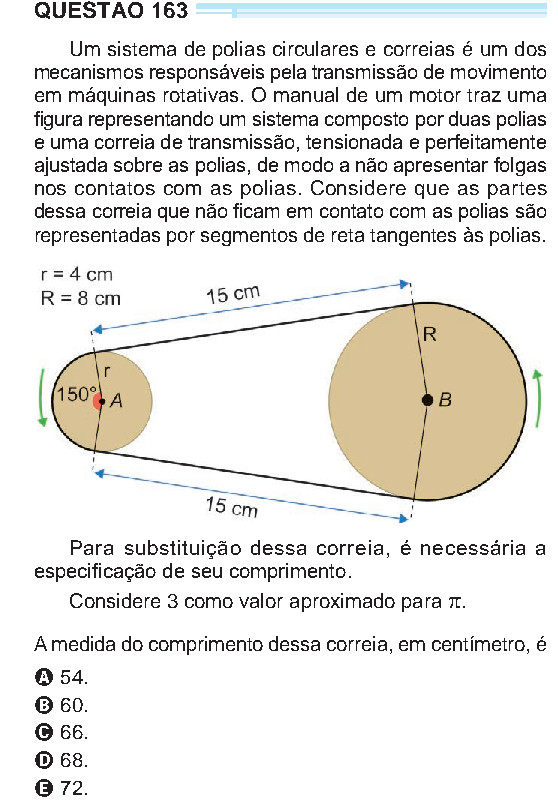 QUESTAO 163
Um sistema de polias circulares e correias é um dos
mecanismos responsáveis pela transmissão de movimento
em máquinas rotativas. O manual de um motor traz uma
figura representando um sistema composto por duas polias
e uma correia de transmissão, tensionada e perfeitamente
ajustada sobre as polias, de modo a não apresentar folgas
nos contatos com as polias. Considere que as partes
dessa correia que não ficam em contato com as polias são
representadas por segmentos de reta tangentes às polias.
r = 4 cm
R = 8 cm
15 cm
R
r
150°
A
B
15 cm
Para substituição dessa correia, é necessária a
especificação de seu comprimento.
Considere 3 como valor aproximado para π.
A medida do comprimento dessa correia, em centímetro, é
A 54.
B 60.
C 66.
D 68.
E 72.